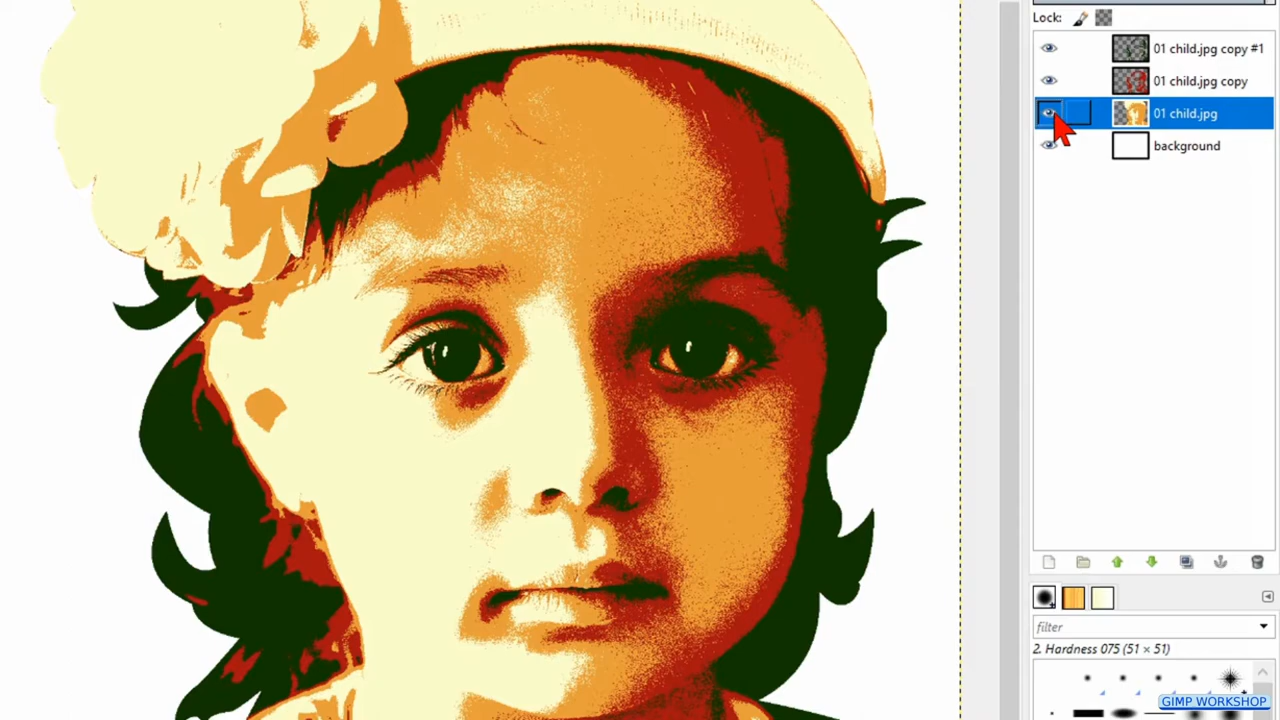 Lock:
01 child.jpg copy #1
01 child.jpg copy
01 child.jpg
background
filter
2. Hardness 075 (51 × 51)
GIMP WORKSHOP